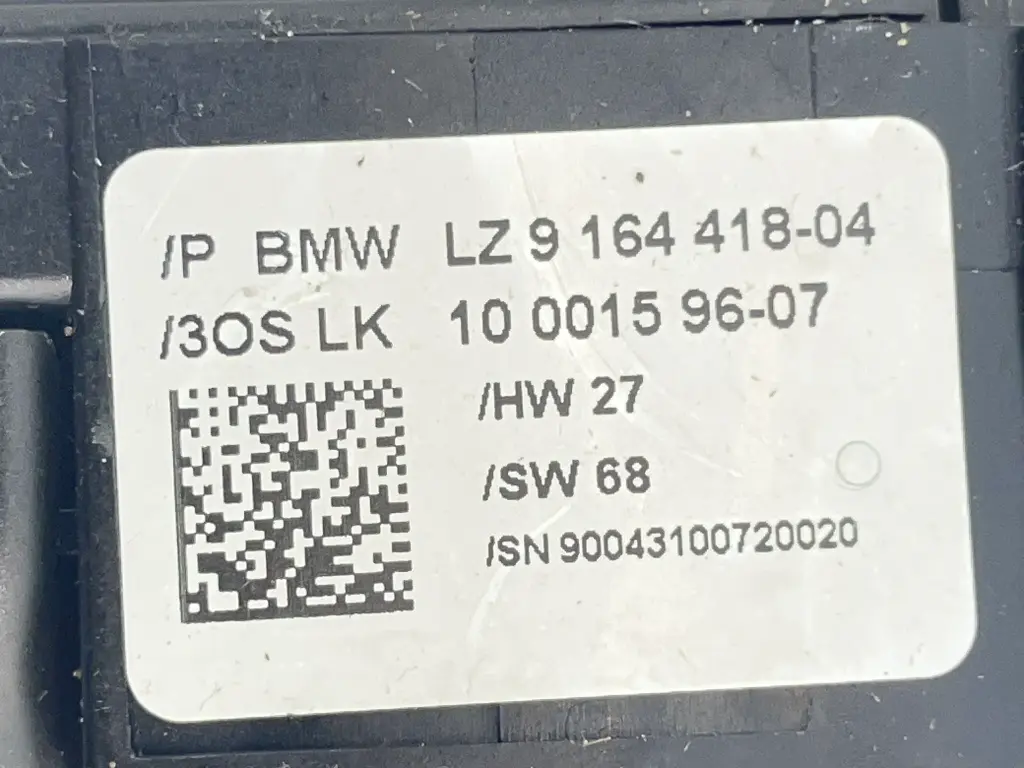 /P BMW LZ 9 164 418-04
/3OS LK 10 0015 96-07
/HW 27
/SW 68
/SN 90043100720020